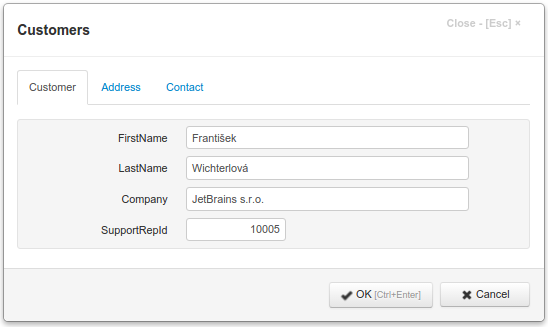 Customers
Close - [Esc] ×
Customer Address Contact
FirstName František
LastName Wichterlová
Company JetBrains s.r.o.
SupportRepId 10005
OK [Ctrl+Enter] Cancel